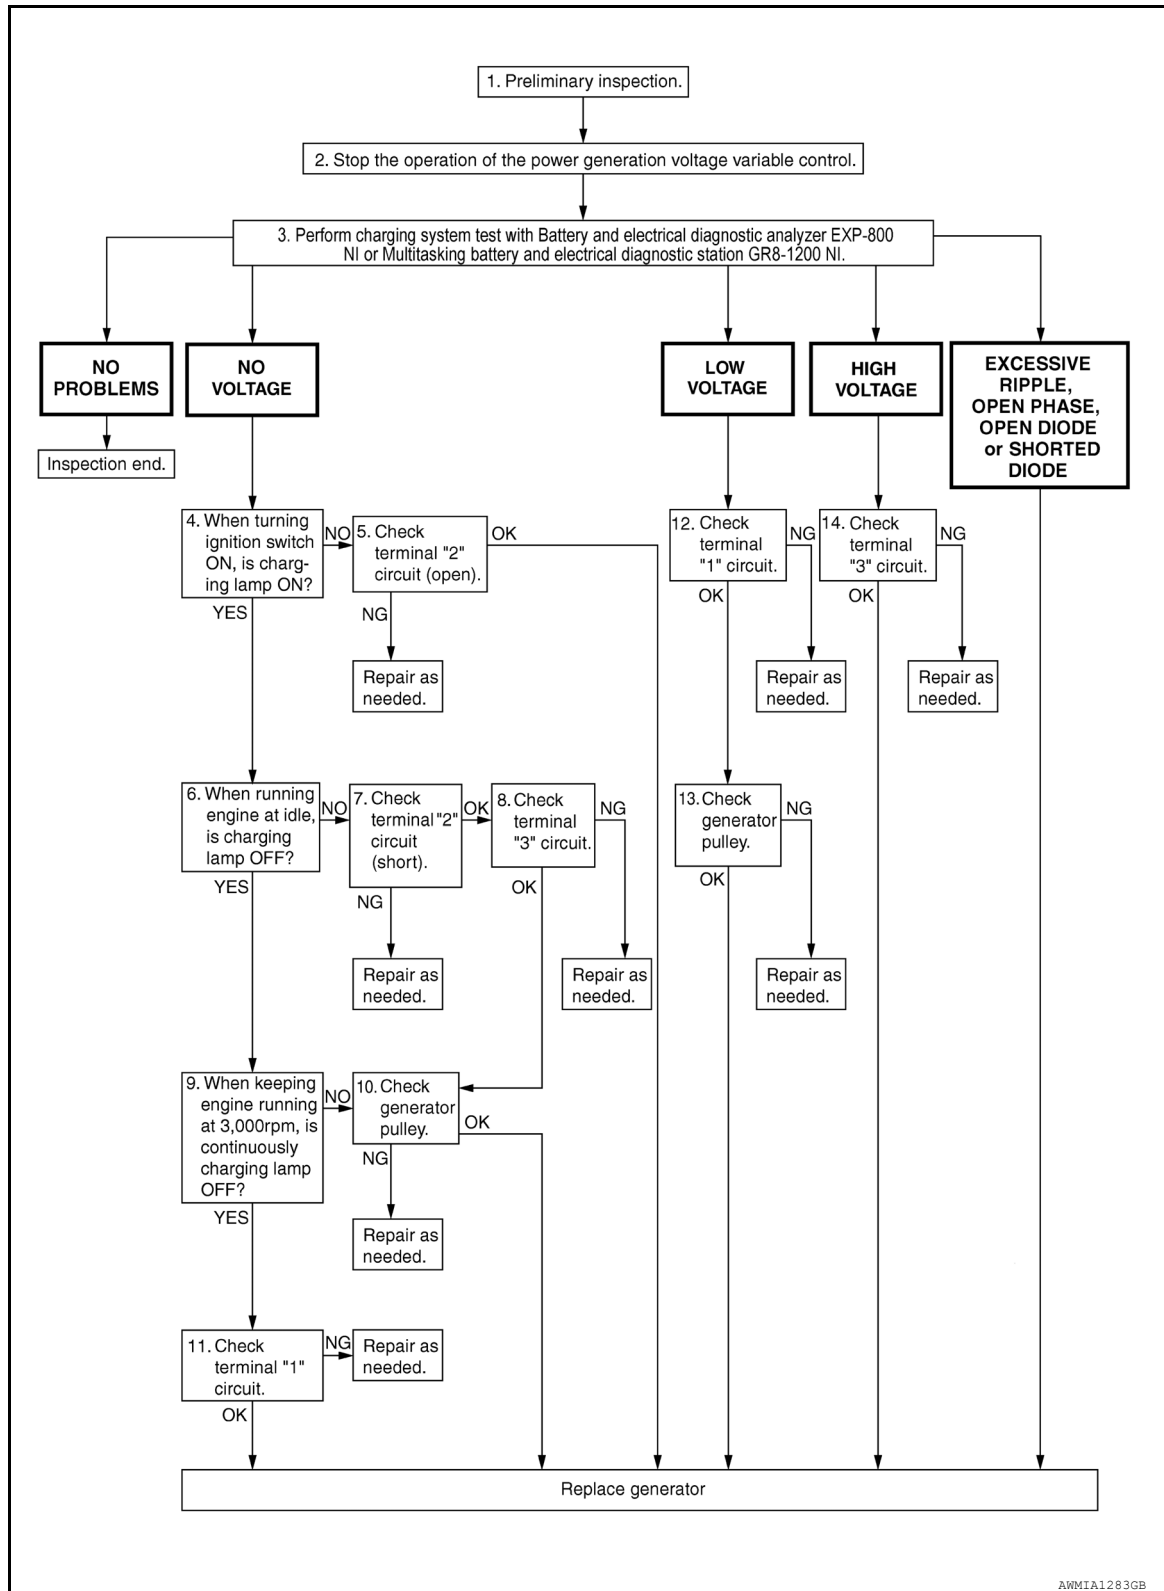 1. Preliminary inspection.
2. Stop the operation of the power generation voltage variable control.
3. Perform charging system test with Battery and electrical diagnostic analyzer EXP-800
NI or Multitasking battery and electrical diagnostic station GR8-1200 NI.
NO
PROBLEMS
NO
VOLTAGE
LOW
VOLTAGE
HIGH
VOLTAGE
EXCESSIVE
RIPPLE,
OPEN PHASE,
OPEN DIODE
or SHORTED
DIODE
Inspection end.
4. When turning
ignition switch
ON, is charg-
ing lamp ON?
NO
YES
5. Check
terminal "2"
circuit (open).
OK
NG
Repair as
needed.
12. Check
terminal
"1" circuit.
NG
OK
Repair as
needed.
14. Check
terminal
"3" circuit.
NG
OK
Repair as
needed.
6. When running
engine at idle,
is charging
lamp OFF?
NO
YES
7. Check
terminal "2"
circuit
(short).
OK
NG
Repair as
needed.
8. Check
terminal
"3" circuit.
NG
OK
Repair as
needed.
13. Check
generator
pulley.
NG
OK
Repair as
needed.
9. When keeping
engine running
at 3,000rpm, is
continuously
charging lamp
OFF?
NO
YES
10. Check
generator
pulley.
OK
NG
Repair as
needed.
11. Check
terminal "1"
circuit.
NG
OK
Repair as
needed.
Replace generator
AWMIA1283GB